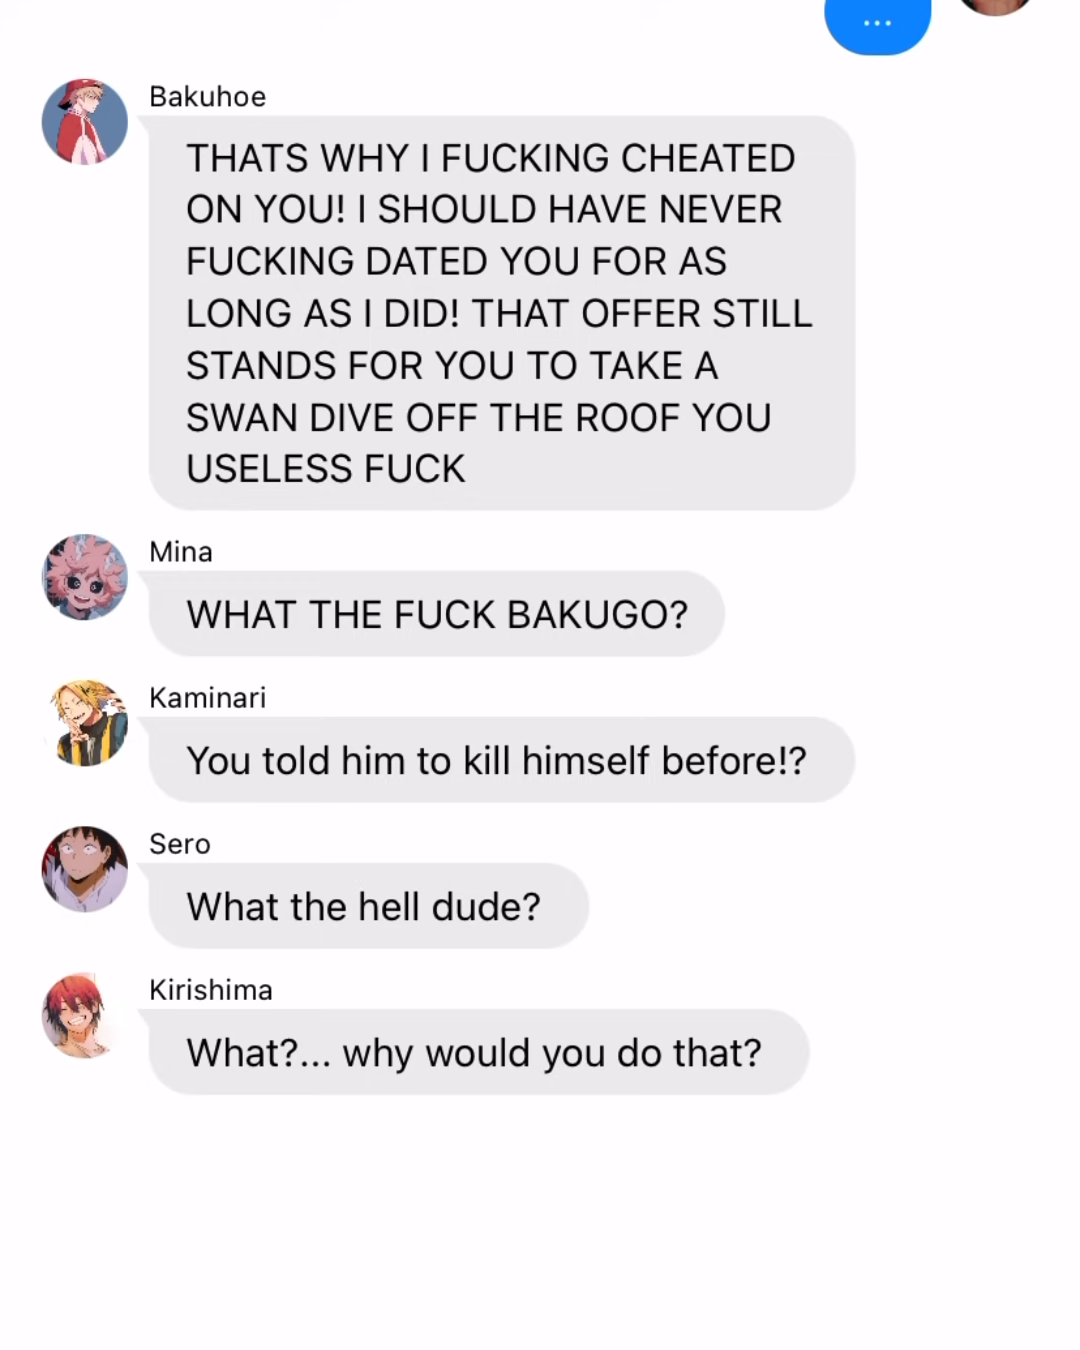 ...
Bakuhoe
THATS WHY I FUCKING CHEATED
ON YOU! I SHOULD HAVE NEVER
FUCKING DATED YOU FOR AS
LONG AS I DID! THAT OFFER STILL
STANDS FOR YOU TO TAKE A
SWAN DIVE OFF THE ROOF YOU
USELESS FUCK
Mina
WHAT THE FUCK BAKUGO?
Kaminari
You told him to kill himself before!?
Sero
What the hell dude?
Kirishima
What?... why would you do that?